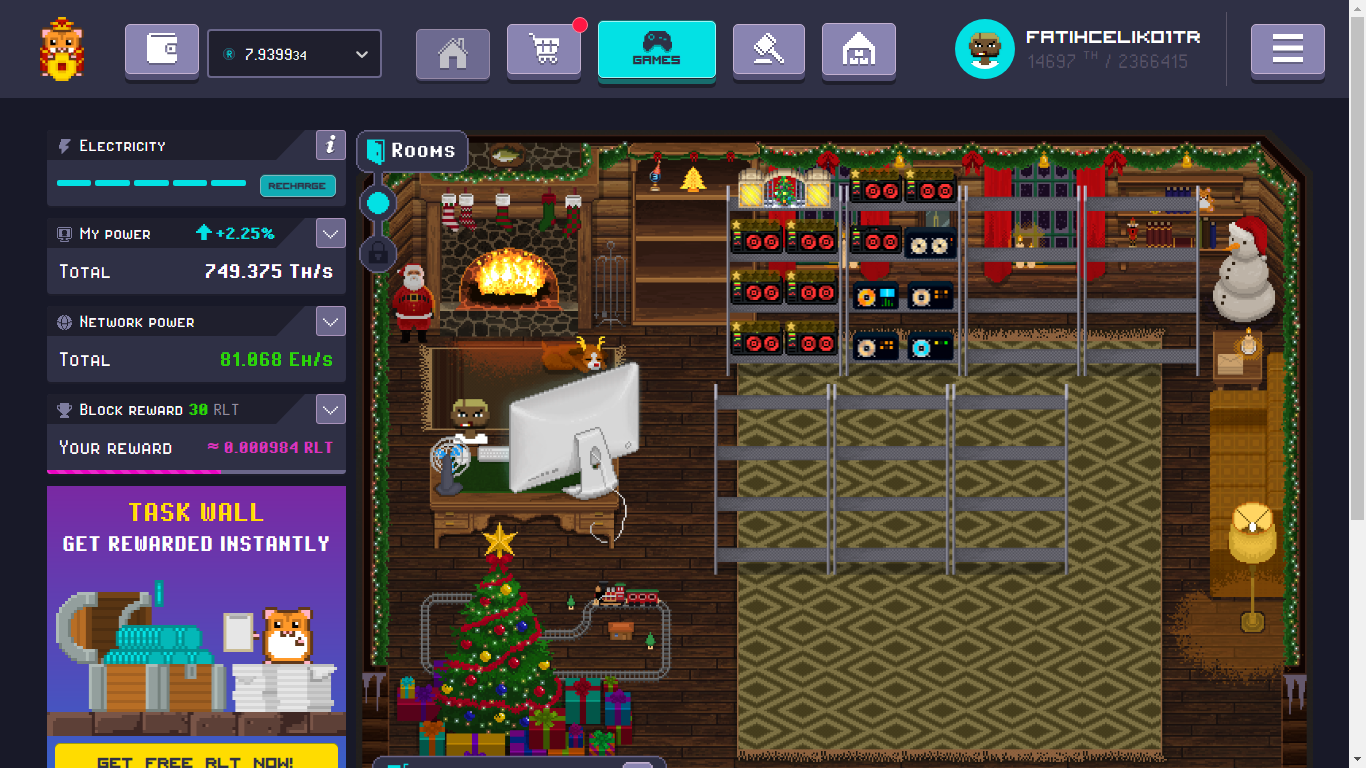 7.939934
GAMES
FATIHCELIK01TR
14697 TH / 2366415
ELECTRICITY
i
RECHARGE
ROOMS
MY POWER
+2.25%
TOTAL
749.375 TH/S
NETWORK POWER
TOTAL
81.068 EH/S
BLOCK REWARD 30 RLT
YOUR REWARD
≈ 0.000984 RLT
TASK WALL
GET REWARDED INSTANTLY
GET FREE RLT NOW!